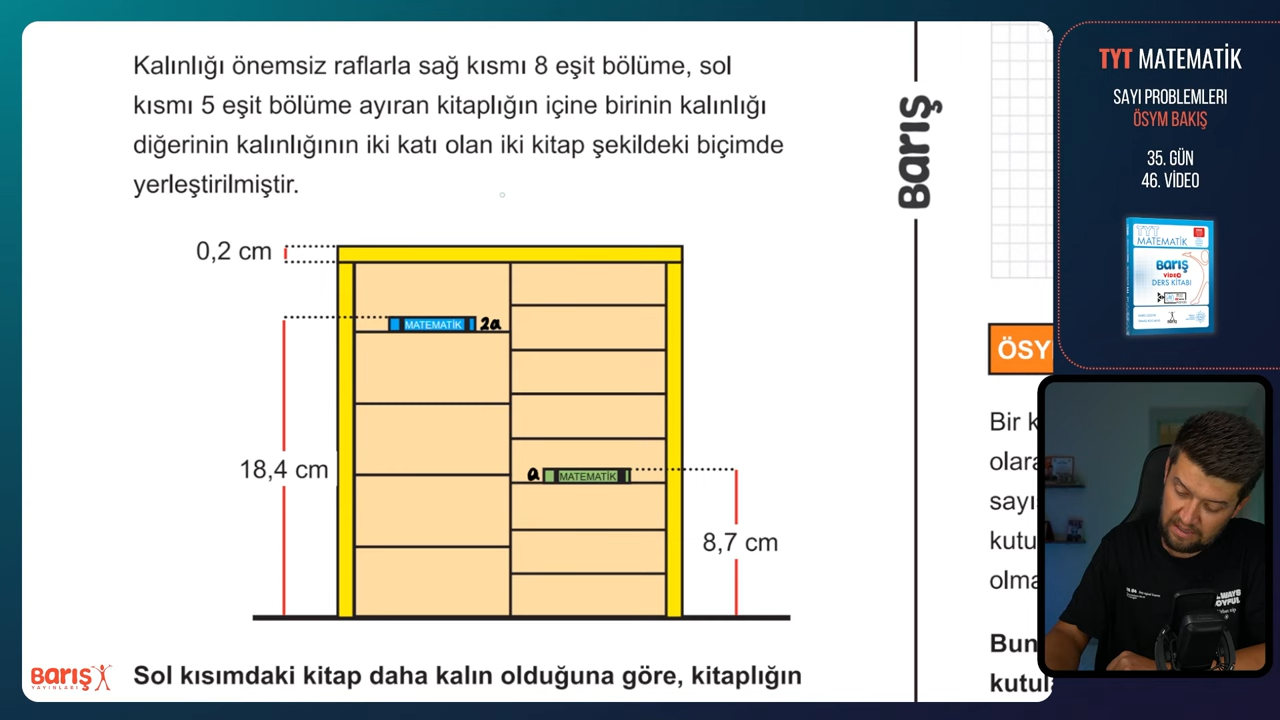 Kalınlığı önemsiz raflarla sağ kısmı 8 eşit bölüme, sol
kısmı 5 eşit bölüme ayıran kitaplığın içine birinin kalınlığı
diğerinin kalınlığının iki katı olan iki kitap şekildeki biçimde
yerleştirilmiştir.
0,2 cm
MATEMATİK 2a
18,4 cm
a MATEMATİK
8,7 cm
Sol kısımdaki kitap daha kalın olduğuna göre, kitaplığın
BARIŞ
YAYINLARI
Barış
ÖSY
Bir k
olara
sayıs
kutu
olma
Bun
kutula
TYT MATEMATİK
SAYI PROBLEMLERI
ÖSYM BAKIŞ
35. GÜN
46. VİDEO
TYT
MATEMATİK
Barış
VİDEO
DERS KİTABI